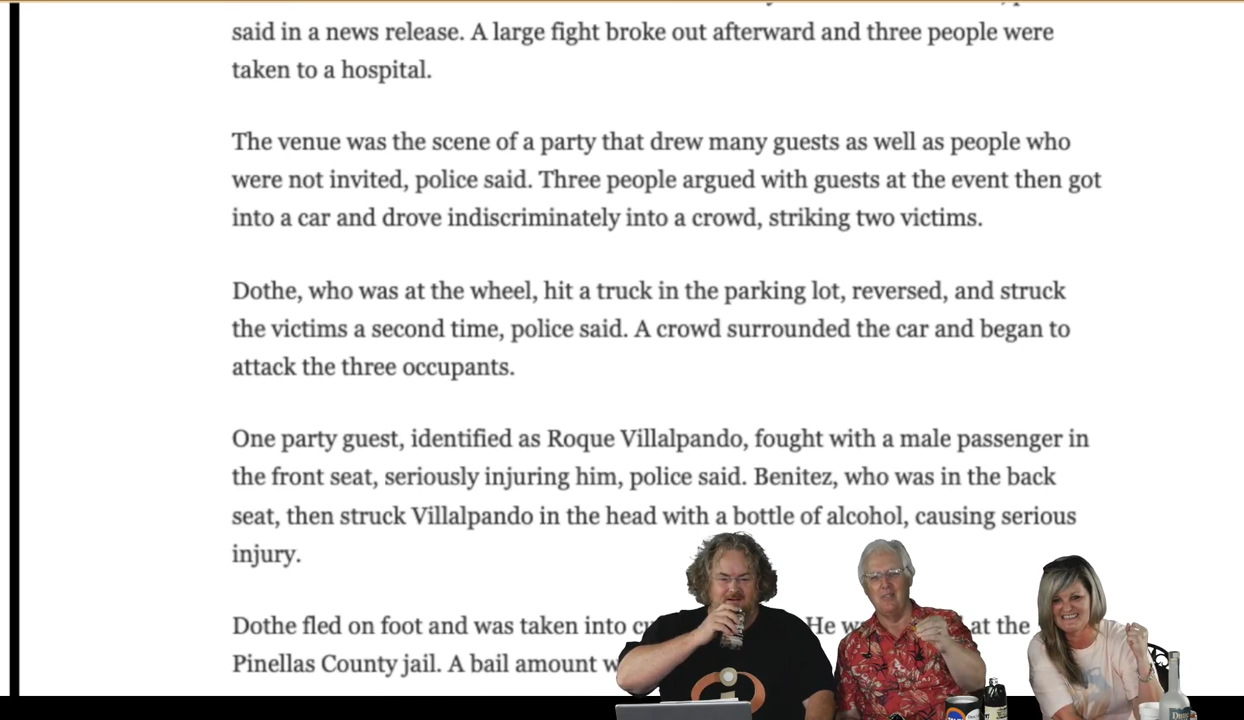 said in a news release. A large fight broke out afterward and three people were
taken to a hospital.
The venue was the scene of a party that drew many guests as well as people who
were not invited, police said. Three people argued with guests at the event then got
into a car and drove indiscriminately into a crowd, striking two victims.
Dothe, who was at the wheel, hit a truck in the parking lot, reversed, and struck
the victims a second time, police said. A crowd surrounded the car and began to
attack the three occupants.
One party guest, identified as Roque Villalpando, fought with a male passenger in
the front seat, seriously injuring him, police said. Benitez, who was in the back
seat, then struck Villalpando in the head with a bottle of alcohol, causing serious
injury.
Dothe fled on foot and was taken into
He at the
Pinellas County jail. A bail amount